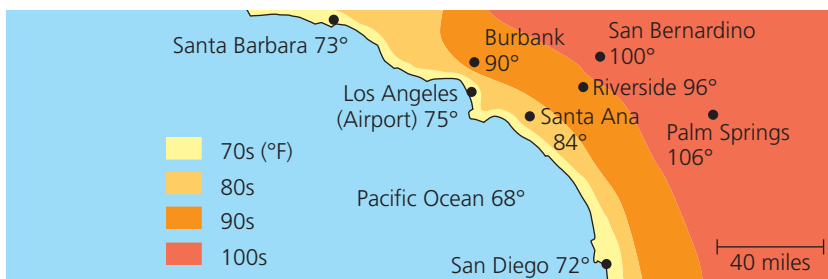 San Bernardino
100°
Burbank
90°
Santa Barbara 73°
Riverside 96°
Los Angeles
(Airport) 75°
Santa Ana
84°
Palm Springs
106°
70s (°F)
80s
90s
100s
Pacific Ocean 68°
San Diego 72°
40 miles